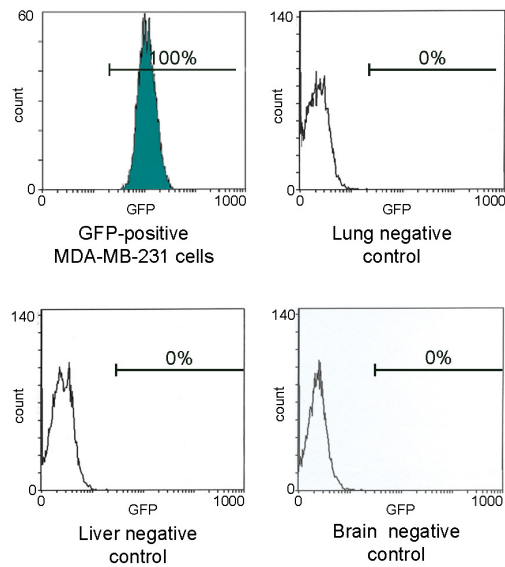 60
100%
count
0
0
1000
GFP
GFP-positive
MDA-MB-231 cells
140
0%
count
0
0
1000
GFP
Lung negative
control
140
0%
count
0
0
1000
GFP
Liver negative
control
140
0%
count
0
0
1000
GFP
Brain negative
control